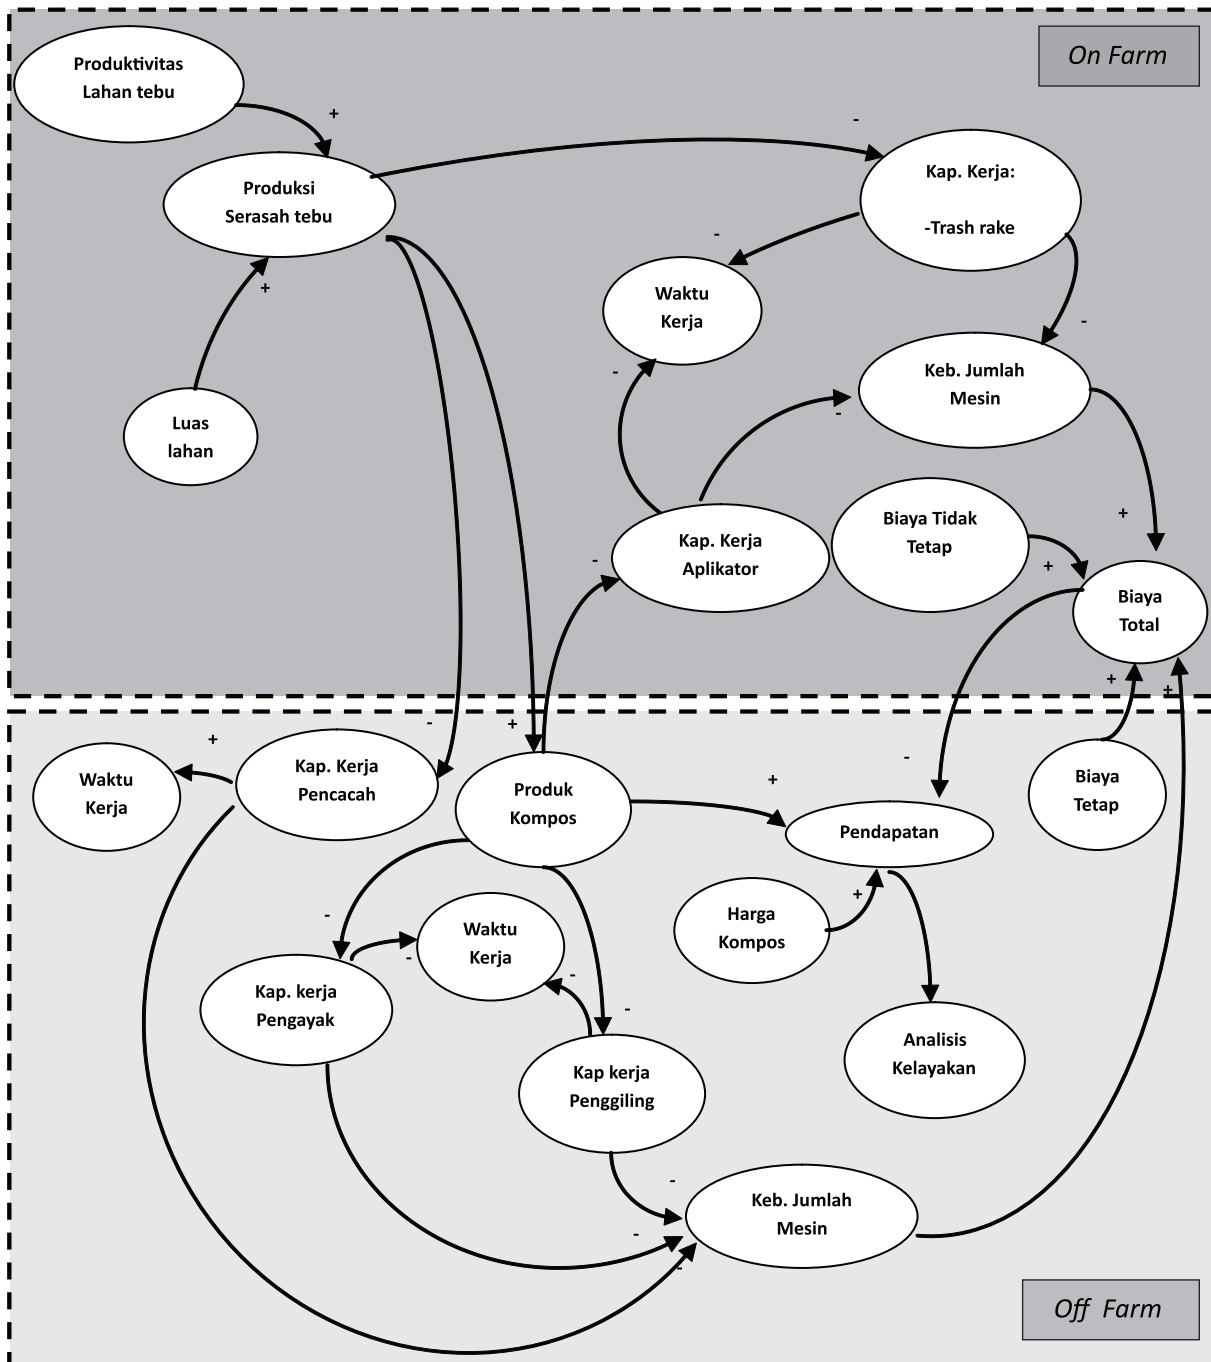 Produktivitas
Lahan tebu
On Farm
+
-
Produksi
Serasah tebu
Kap. Kerja:
-Trash rake
-
+
Waktu
Kerja
-
Keb. Jumlah
Mesin
-
-
Luas
lahan
+
Biaya Tidak
Tetap
Kap. Kerja
Aplikator
-
+
Biaya
Total
+
+
-
+
+
-
Kap. Kerja
Pencacah
Waktu
Kerja
Produk
Kompos
+
Biaya
Tetap
Pendapatan
+
Harga
Kompos
-
Waktu
Kerja
-
-
Kap. kerja
Pengayak
-
Analisis
Kelayakan
Kap kerja
Penggiling
-
Keb. Jumlah
Mesin
-
-
Off Farm